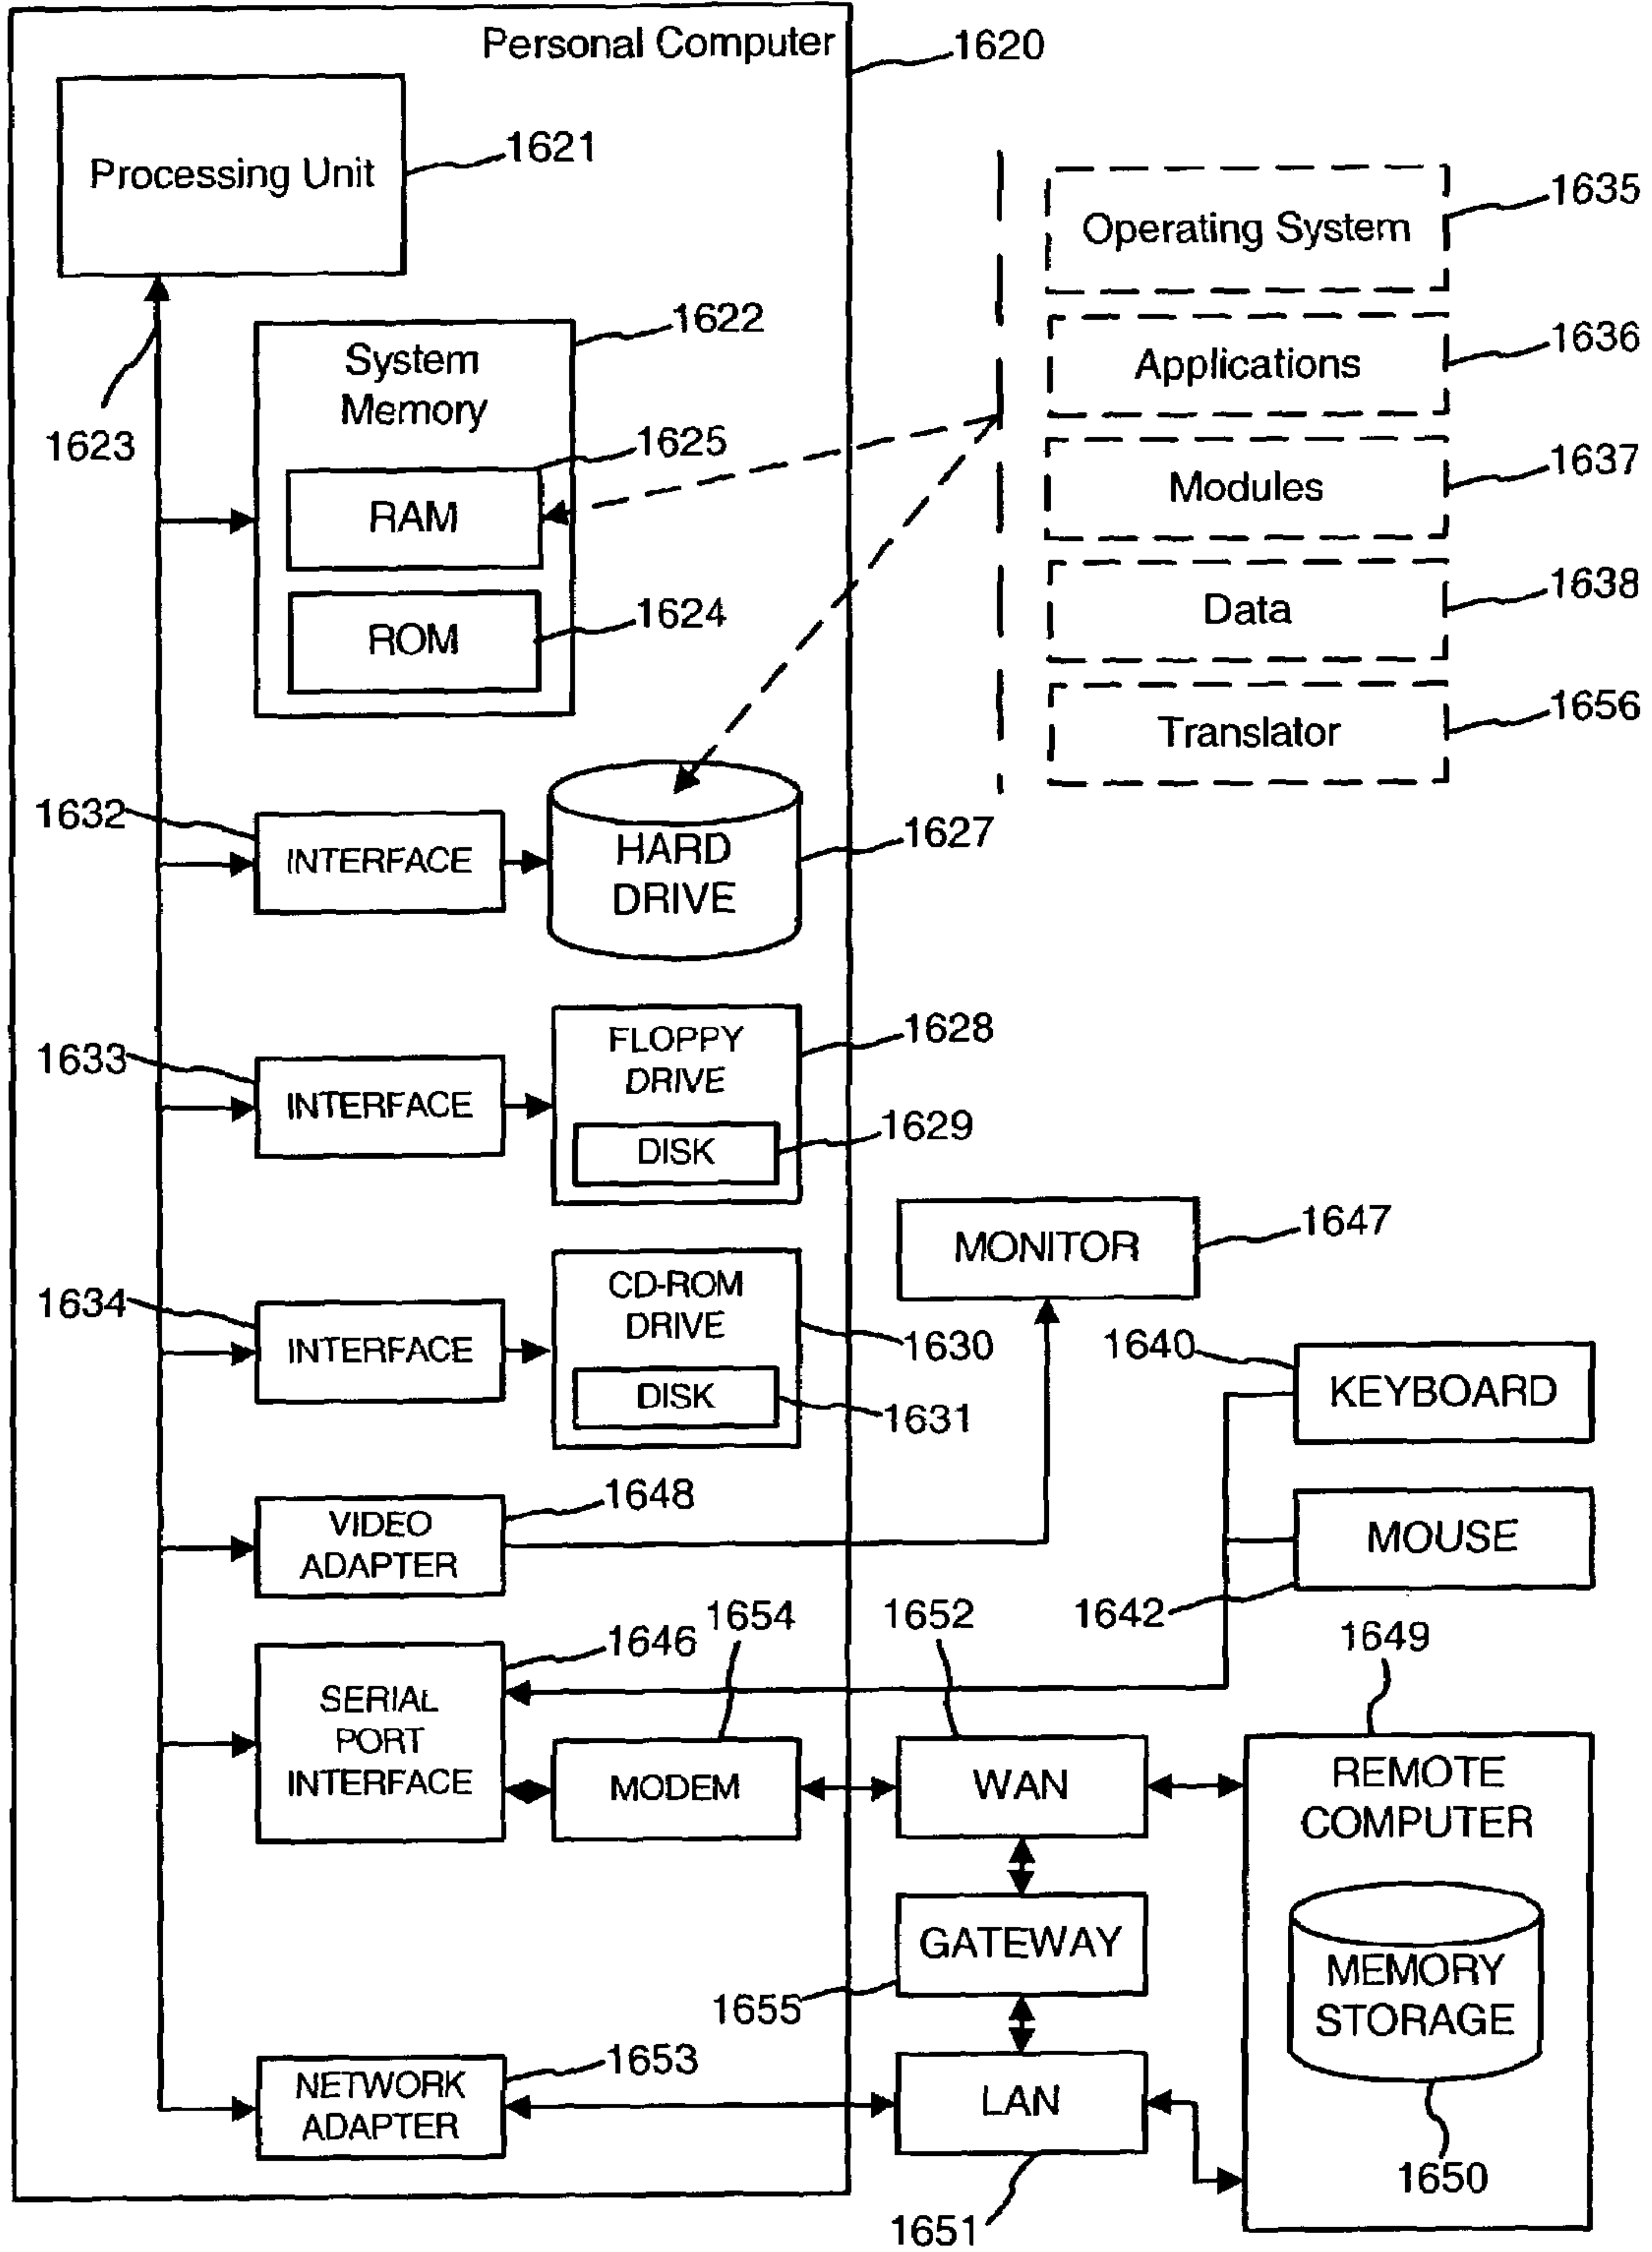 Personal Computer
1620
Processing Unit
1621
1623
System
Memory
1622
RAM
1625
ROM
1624
Operating System
1635
Applications
1636
Modules
1637
Data
1638
Translator
1656
1632
INTERFACE
HARD
DRIVE
1627
1633
INTERFACE
FLOPPY
DRIVE
1628
DISK
1629
1634
INTERFACE
CD-ROM
DRIVE
1630
DISK
1631
MONITOR
1647
1640
KEYBOARD
MOUSE
1642
VIDEO
ADAPTER
1648
SERIAL
PORT
INTERFACE
1646
1654
MODEM
1652
WAN
1649
REMOTE
COMPUTER
MEMORY
STORAGE
1650
GATEWAY
1655
NETWORK
ADAPTER
1653
LAN
1651